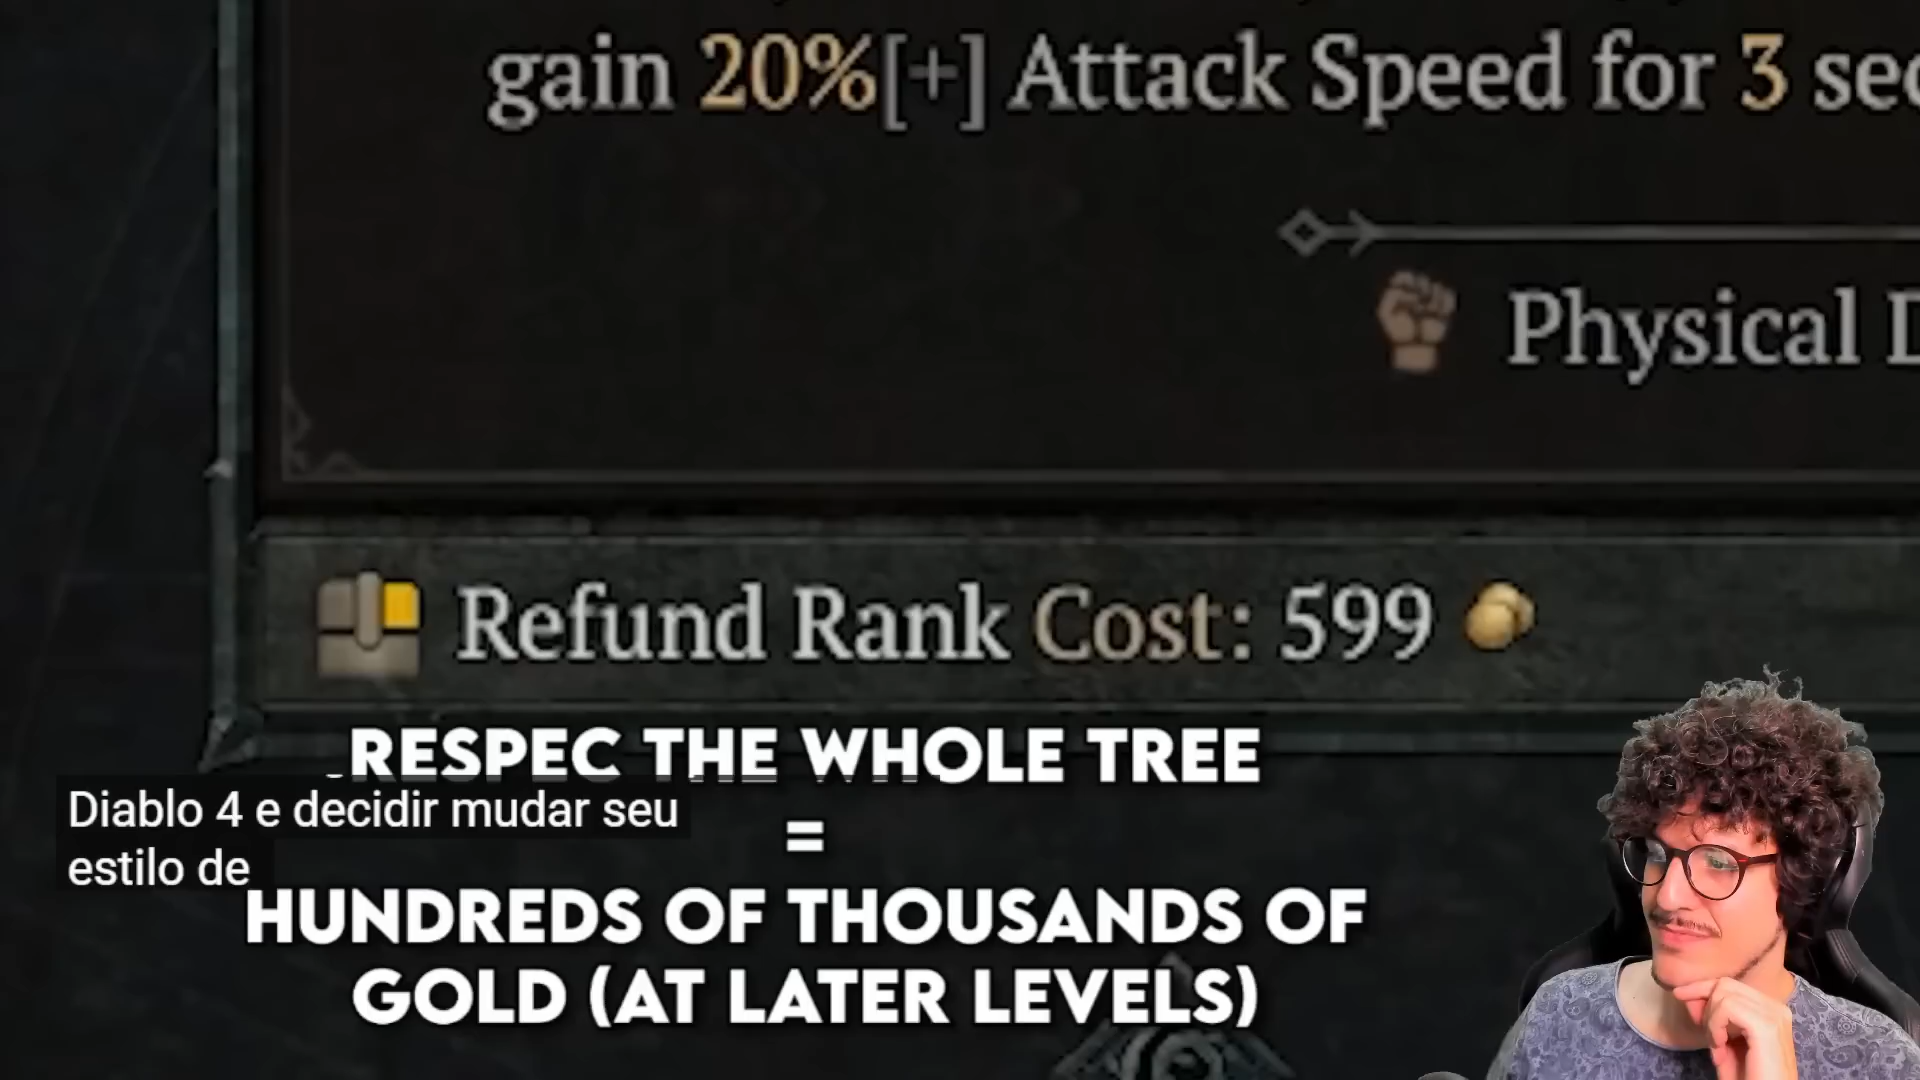 gain 20%[+] Attack Speed for 3
Physical
Refund Rank Cost: 599
RESPEC THE WHOLE TREE
=
HUNDREDS OF THOUSANDS OF
GOLD (AT LATER LEVELS)
Diablo 4 e decidir mudar seu
estilo de